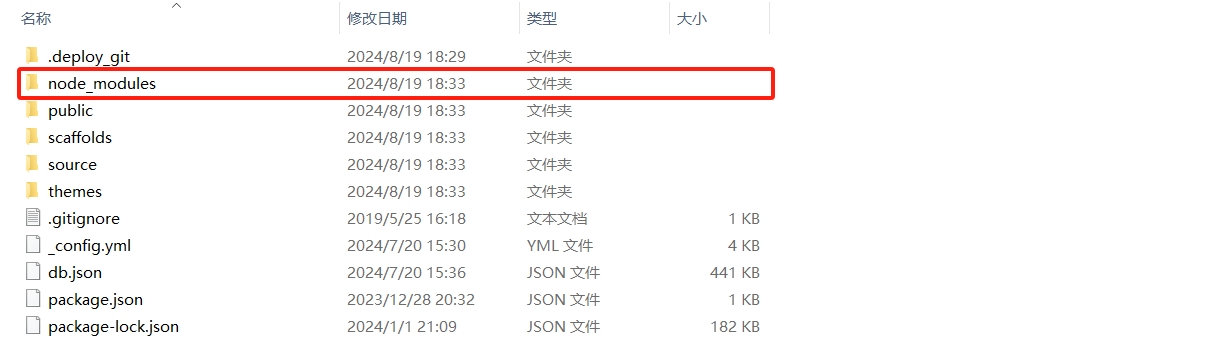 名称 修改日期 类型 大小
.deploy_git 2024/8/19 18:29 文件夹
node_modules 2024/8/19 18:33 文件夹
public 2024/8/19 18:33 文件夹
scaffolds 2024/8/19 18:33 文件夹
source 2024/8/19 18:33 文件夹
themes 2024/8/19 18:33 文件夹
.gitignore 2019/5/25 16:18 文本文档 1 KB
_config.yml 2024/7/20 15:30 YML 文件 4 KB
db.json 2024/7/20 15:36 JSON 文件 441 KB
package.json 2023/12/28 20:32 JSON 文件 1 KB
package-lock.json 2024/1/1 21:09 JSON 文件 182 KB